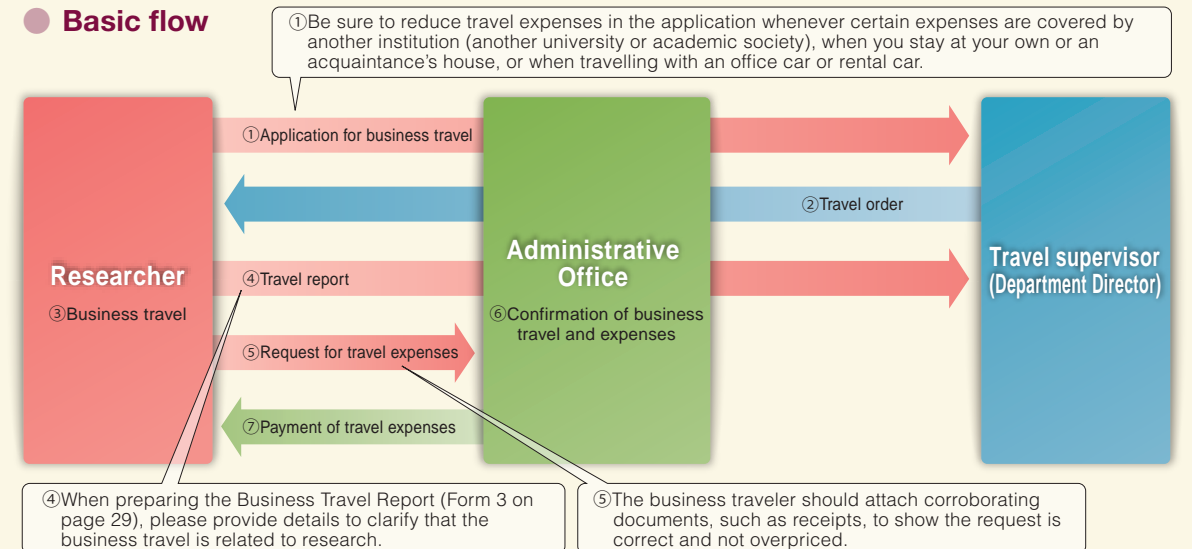 Basic flow
①Be sure to reduce travel expenses in the application whenever certain expenses are covered by
another institution (another university or academic society), when you stay at your own or an
acquaintance's house, or when travelling with an office car or rental car.
①Application for business travel
②Travel order
Researcher
③Business travel
Administrative
Office
⑥Confirmation of business
travel and expenses
Travel supervisor
(Department Director)
④Travel report
⑤Request for travel expenses
⑦Payment of travel expenses
④When preparing the Business Travel Report (Form 3 on
page 29), please provide details to clarify that the
business travel is related to research.
⑤The business traveler should attach corroborating
documents, such as receipts, to show the request is
correct and not overpriced.